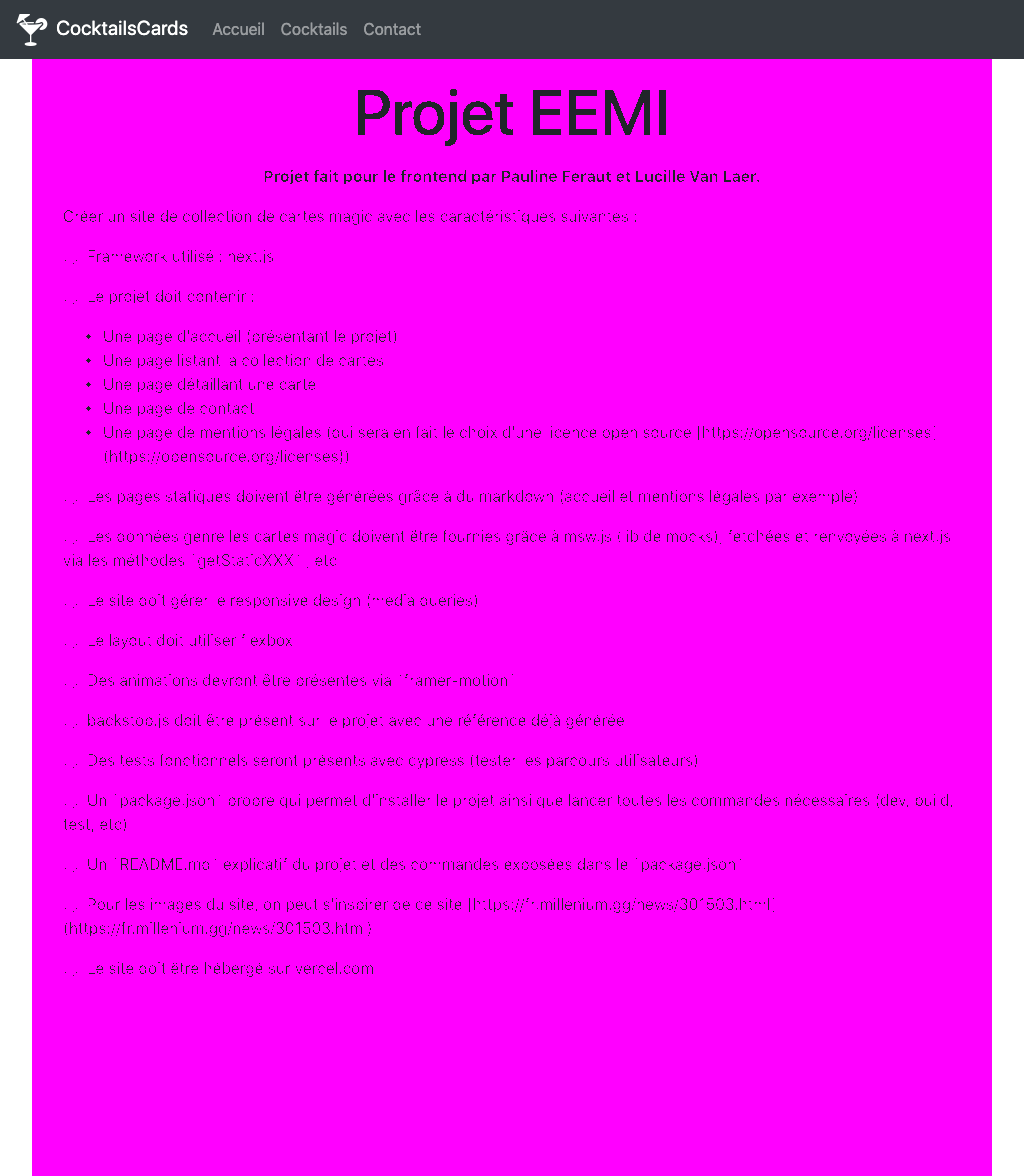 CocktailsCards Accueil Cocktails Contact
Projet EEMI
Projet fait pour le frontend par Pauline Feraut et Lucille Van Laer.
Créer un site de collection de cartes magic avec les caractéristiques suivantes :
Framework utilisé : next.js
Le projet doit contenir :
Une page d'accueil (présentant le projet)
Une page listant la collection de cartes
Une page détaillant une carte
Une page de contact
Une page de mentions légales (qui sera en fait le choix d'une licence open source [https://opensource.org/licenses]
(https://opensource.org/licenses))
Les pages statiques doivent être générées grâce à du markdown (accueil et mentions légales par exemple)
Les données genre les cartes magic doivent être fournies grâce à msw.js (lib de mocks), fetchées et renvoyées à next.js
via les méthodes `getStaticXXX`, etc
Le site doit gérer le responsive design (media queries)
Le layout doit utiliser flexbox
Des animations devront être présentes via `framer-motion`
backstop.js doit être présent sur le projet avec une référence déjà générée
Des tests fonctionnels seront présents avec cypress (tester les parcours utilisateurs)
Un `package.json` propre qui permet d'installer le projet ainsi que lancer toutes les commandes nécessaires (dev, build,
test, etc)
Un `README.md` explicatif du projet et des commandes exposées dans le `package.json`
Pour les images du site, on peut s'inspirer de ce site [https://fr.millenium.gg/news/301503.html]
(https://fr.millenium.gg/news/301503.html)
Le site doit être hébergé sur vercel.com